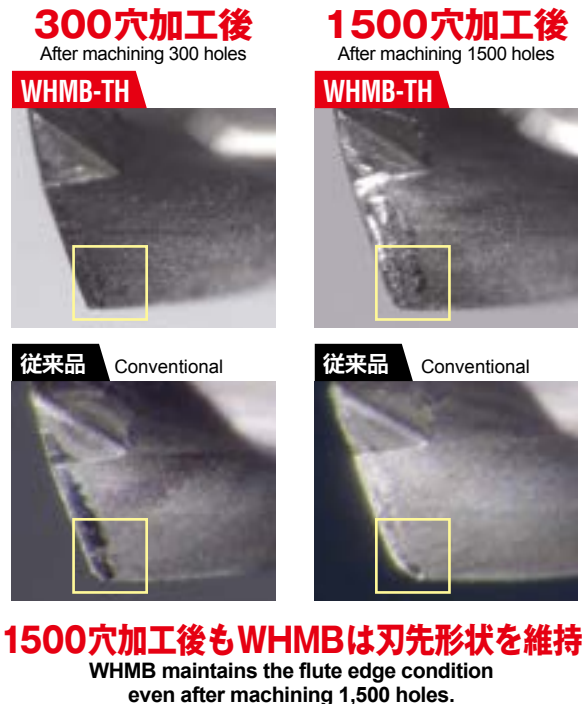 300穴加工後
After machining 300 holes
WHMB-TH
1500穴加工後
After machining 1500 holes
WHMB-TH
従来品 Conventional
従来品 Conventional
1500穴加工後もWHMBは刃先形状を維持
WHMB maintains the flute edge condition
even after machining 1,500 holes.